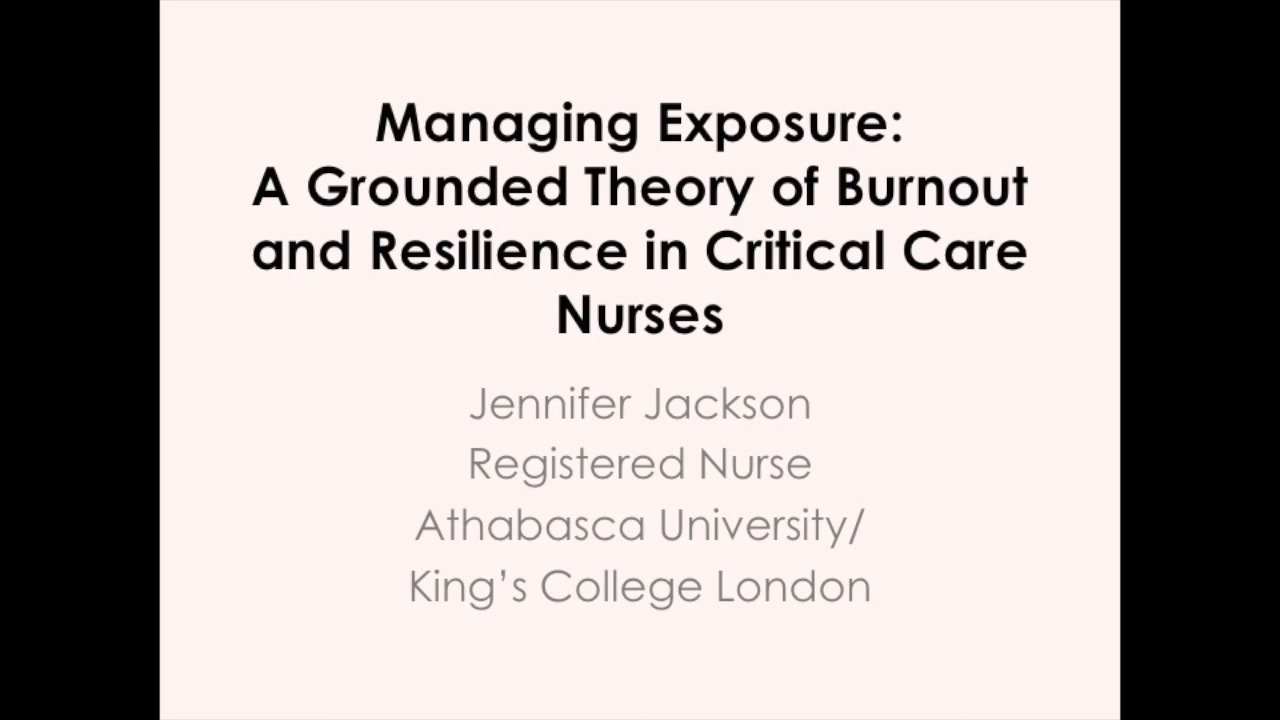 Managing Exposure:
A Grounded Theory of Burnout
and Resilience in Critical Care
Nurses
Jennifer Jackson
Registered Nurse
Athabasca University/
King’s College London